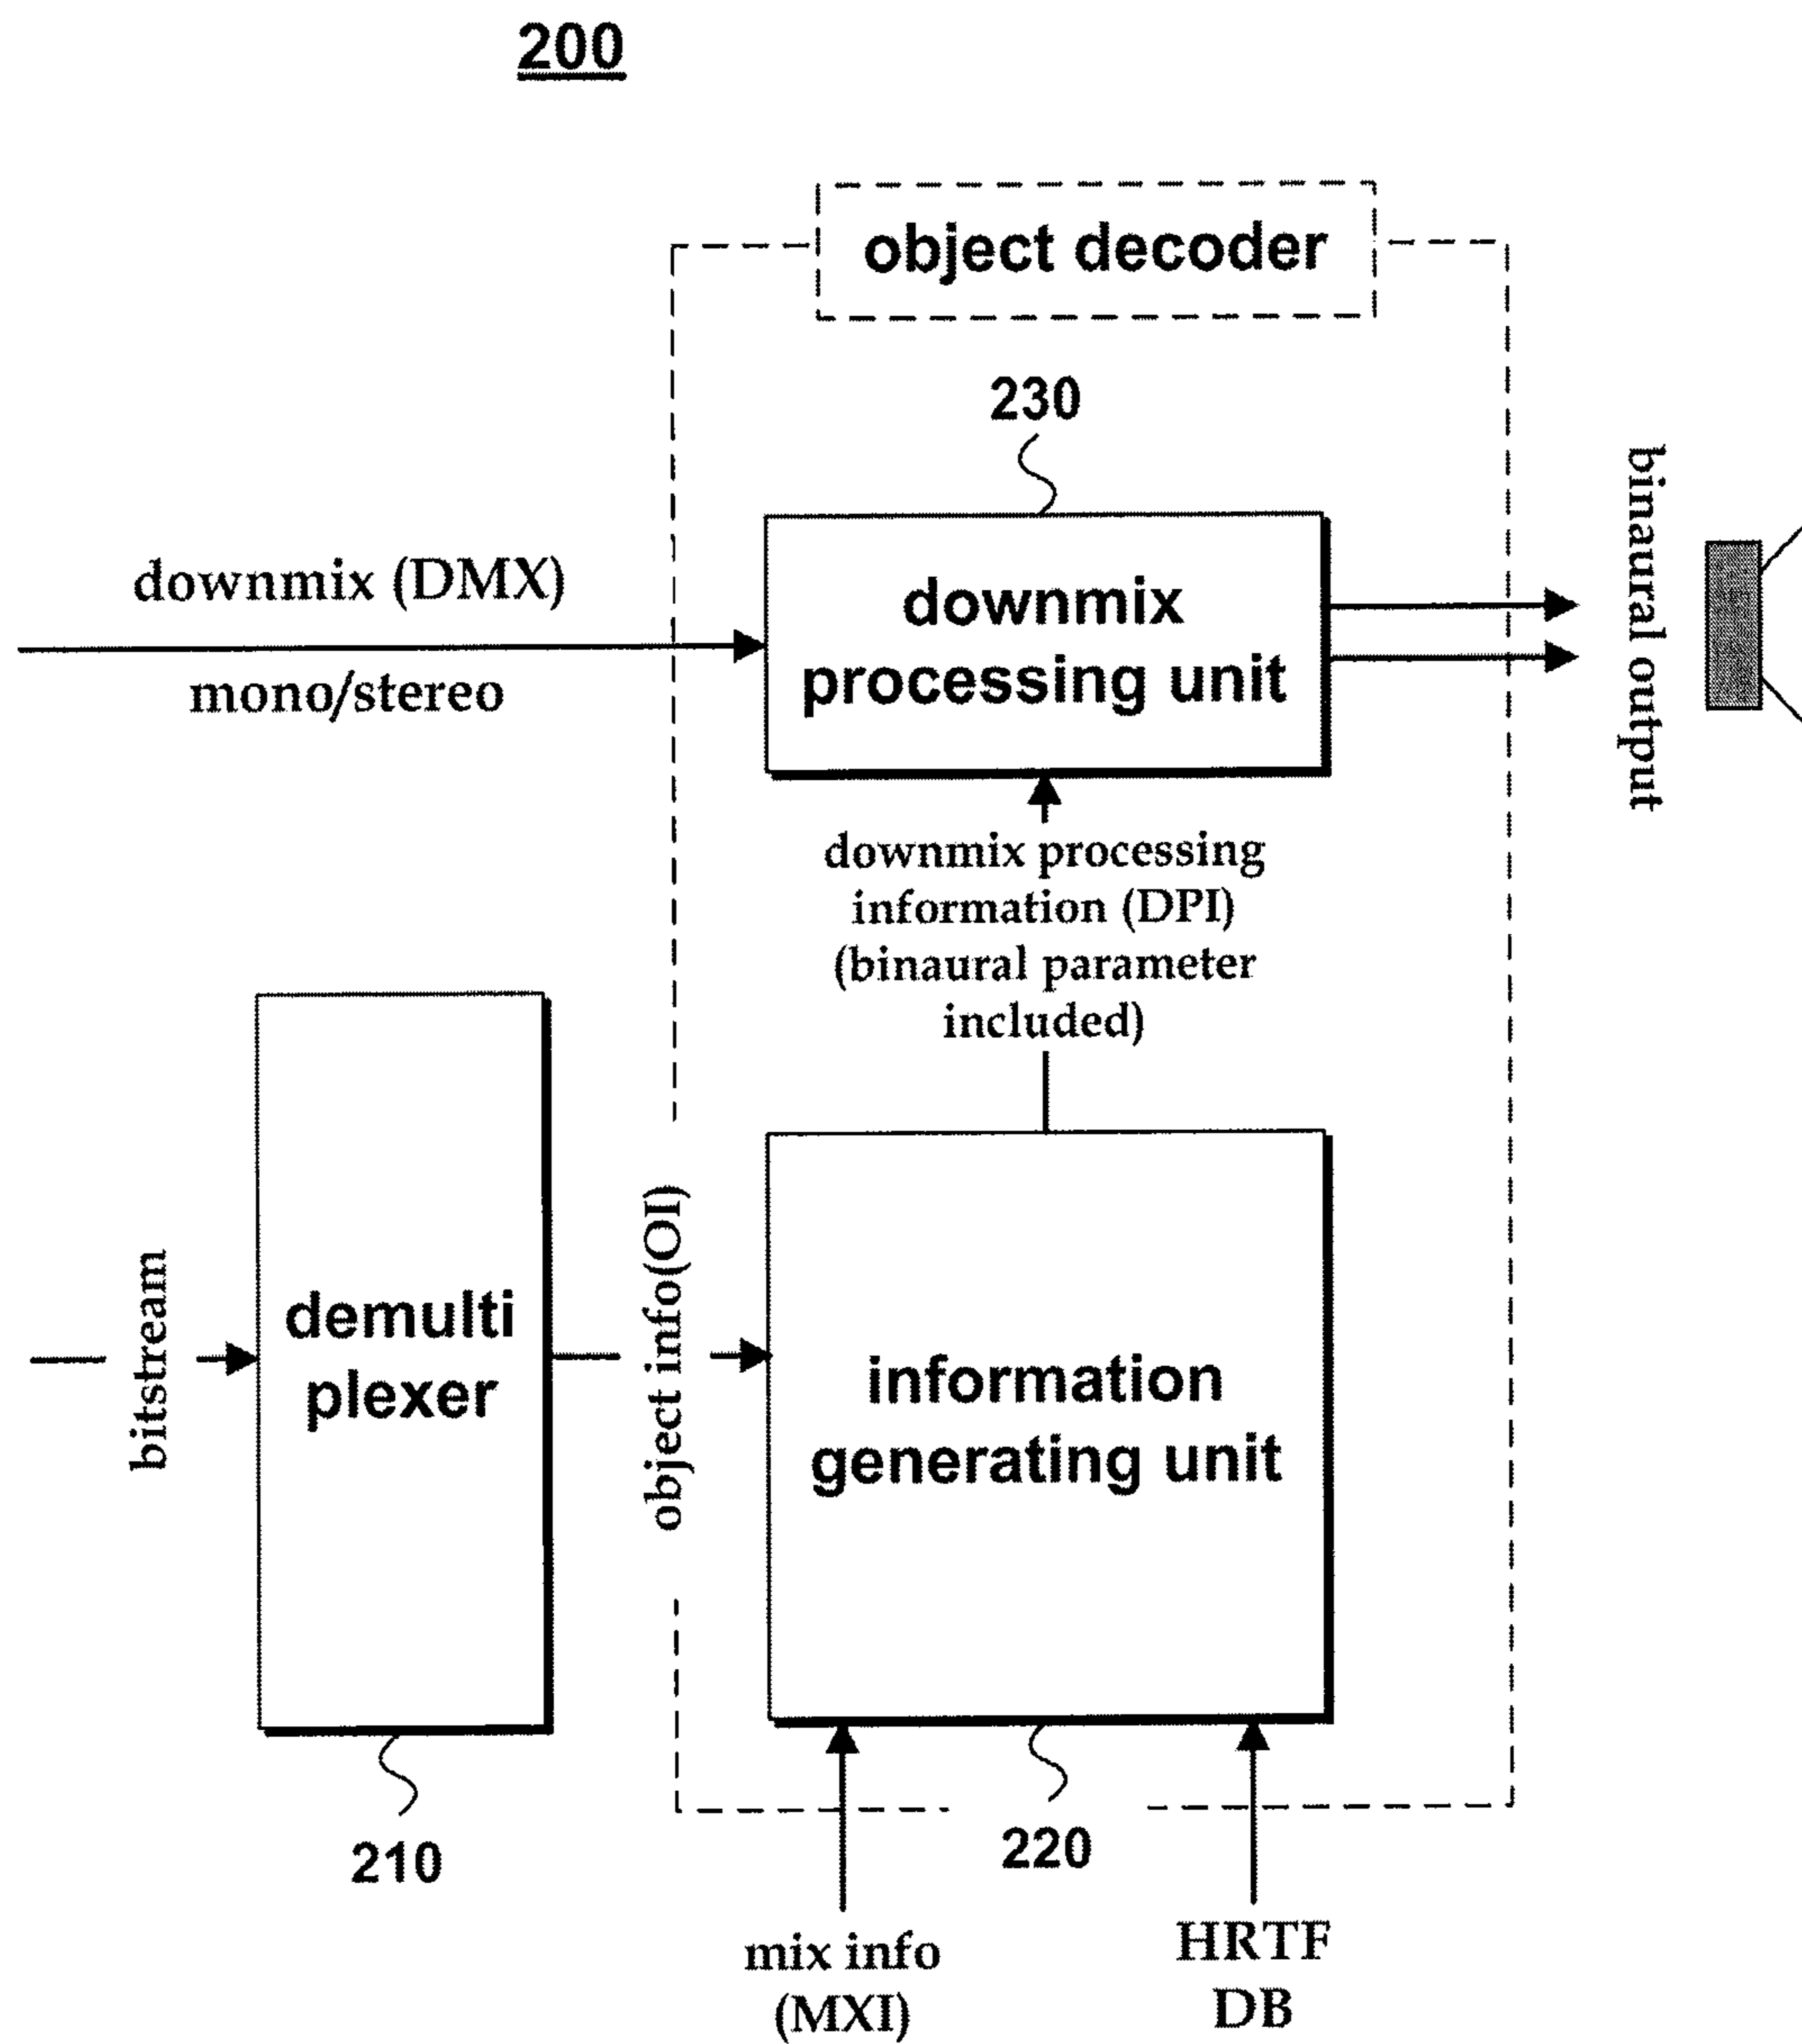 200
object decoder
230
downmix (DMX)
mono/stereo
downmix
processing unit
binaural output
downmix processing
information (DPI)
(binaural parameter
included)
bitstream
demulti
plexer
object info(OI)
information
generating unit
210
220
mix info
(MXI)
HRTF
DB